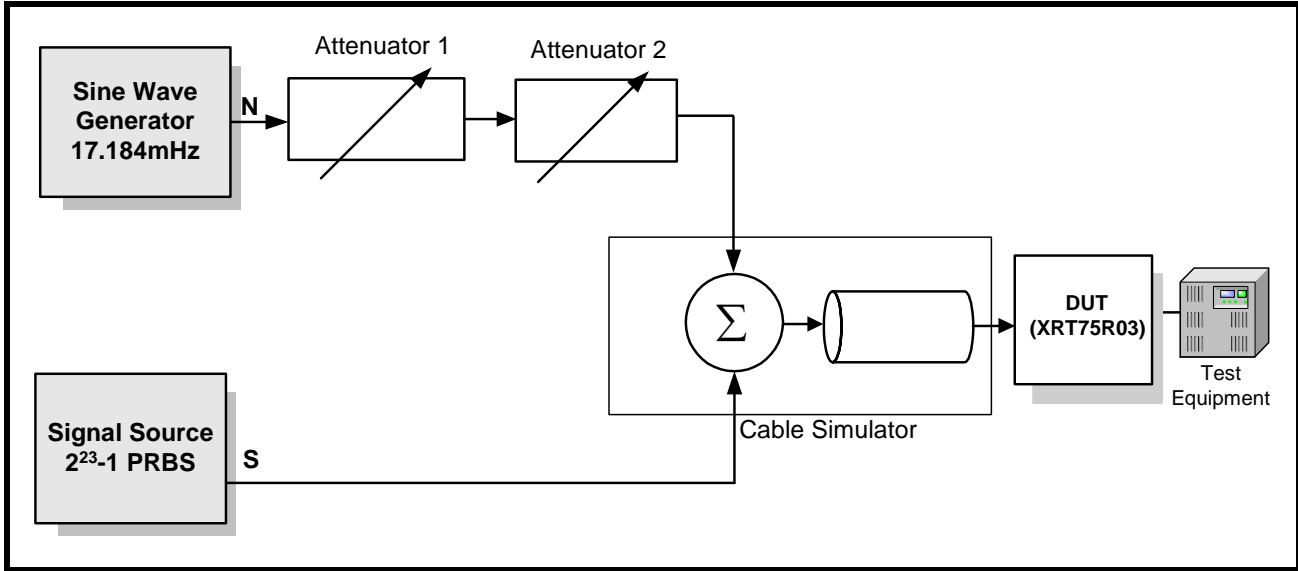 Attenuator 1
Attenuator 2
Sine Wave
Generator
17.184mHz
N
Σ
DUT
(XRT75R03)
Test
Equipment
Cable Simulator
Signal Source
2²³-1 PRBS
S